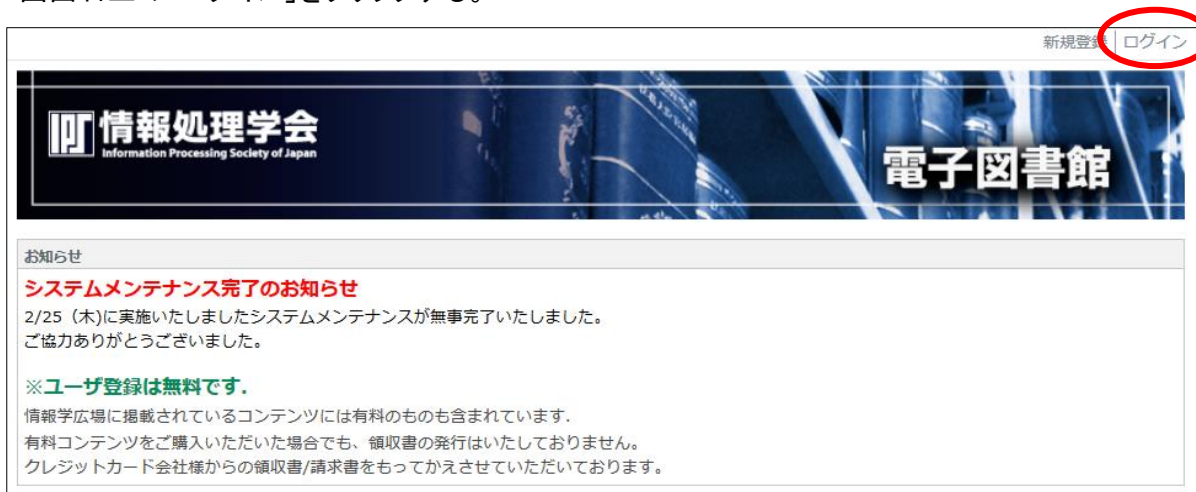 新規登録 ログイン
情報処理学会
Information Processing Society of Japan
電子図書館
お知らせ
システムメンテナンス完了のお知らせ
2/25（木)に実施いたしましたシステムメンテナンスが無事完了いたしました。
ご協力ありがとうございました。
※ユーザ登録は無料です．
情報学広場に掲載されているコンテンツには有料のものも含まれています．
有料コンテンツをご購入いただいた場合でも、領収書の発行はいたしておりません。
クレジットカード会社様からの領収書/請求書をもってかえさせていただいております。